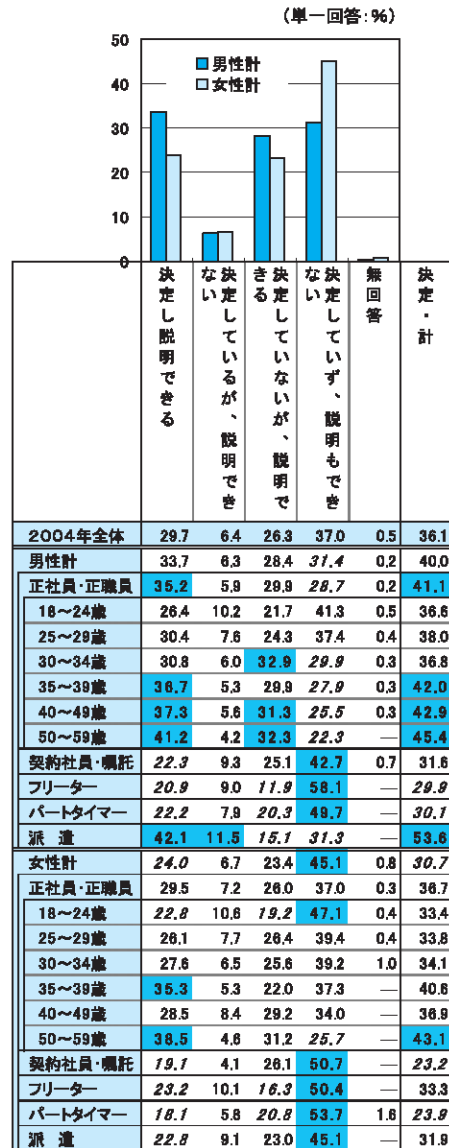 (単一回答:%)
50
40
30
20
10
0
男性計
女性計
決定し説明できる
決定しているが、説明できない
決定していないが、説明できる
決定していず、説明もできない
無回答
決定・計
2004年全体 29.7 6.4 26.3 37.0 0.5 36.1
男性計 33.7 6.3 28.4 31.4 0.2 40.0
正社員・正職員 35.2 5.9 29.9 28.7 0.2 41.1
18~24歳 26.4 10.2 21.7 41.3 0.5 36.6
25~29歳 30.4 7.6 24.3 37.4 0.4 38.0
30~34歳 30.8 6.0 32.9 29.9 0.3 36.8
35~39歳 36.7 5.3 29.9 27.9 0.3 42.0
40~49歳 37.3 5.6 31.3 25.5 0.3 42.9
50~59歳 41.2 4.2 32.3 22.3 — 45.4
契約社員・嘱託 22.3 9.3 25.1 42.7 0.7 31.6
フリーター 20.9 9.0 11.9 58.1 — 29.9
パートタイマー 22.2 7.9 20.3 49.7 — 30.1
派遣 42.1 11.5 15.1 31.3 — 53.6
女性計 24.0 6.7 23.4 45.1 0.8 30.7
正社員・正職員 29.5 7.2 26.0 37.0 0.3 36.7
18~24歳 22.8 10.6 19.2 47.1 0.4 33.4
25~29歳 26.1 7.7 26.4 39.4 0.4 33.8
30~34歳 27.6 6.5 25.6 39.2 1.0 34.1
35~39歳 35.3 5.3 22.0 37.3 — 40.6
40~49歳 28.5 8.4 29.2 34.0 — 36.9
50~59歳 38.5 4.6 31.2 25.7 — 43.1
契約社員・嘱託 19.1 4.1 26.1 50.7 — 23.2
フリーター 23.2 10.1 16.3 50.4 — 33.3
パートタイマー 18.1 5.8 20.8 53.7 1.6 23.9
派遣 22.8 9.1 23.0 45.1 — 31.9